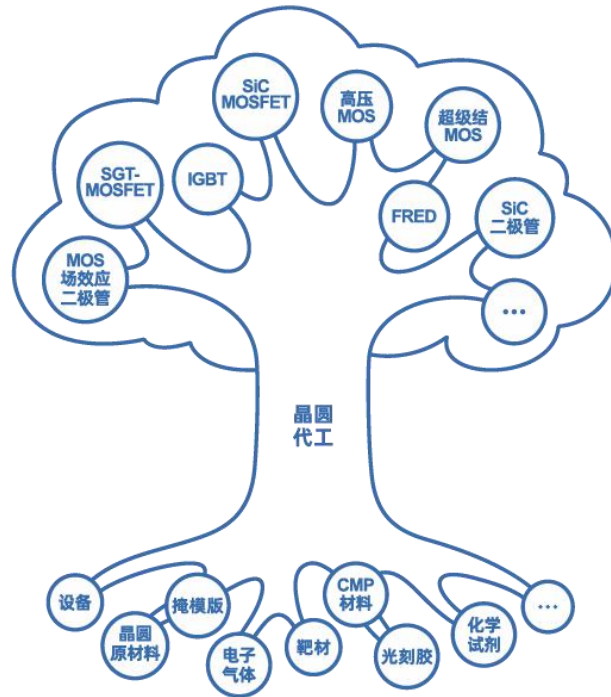 SiC
MOSFET
高压
MOS
超级结
MOS
SGT-
MOSFET
IGBT
FRED
SiC
二极管
MOS
场效应
二极管
...
晶圆
代工
设备
掩模版
CMP
材料
...
晶圆
原材料
电子
气体
靶材
光刻胶
化学
试剂